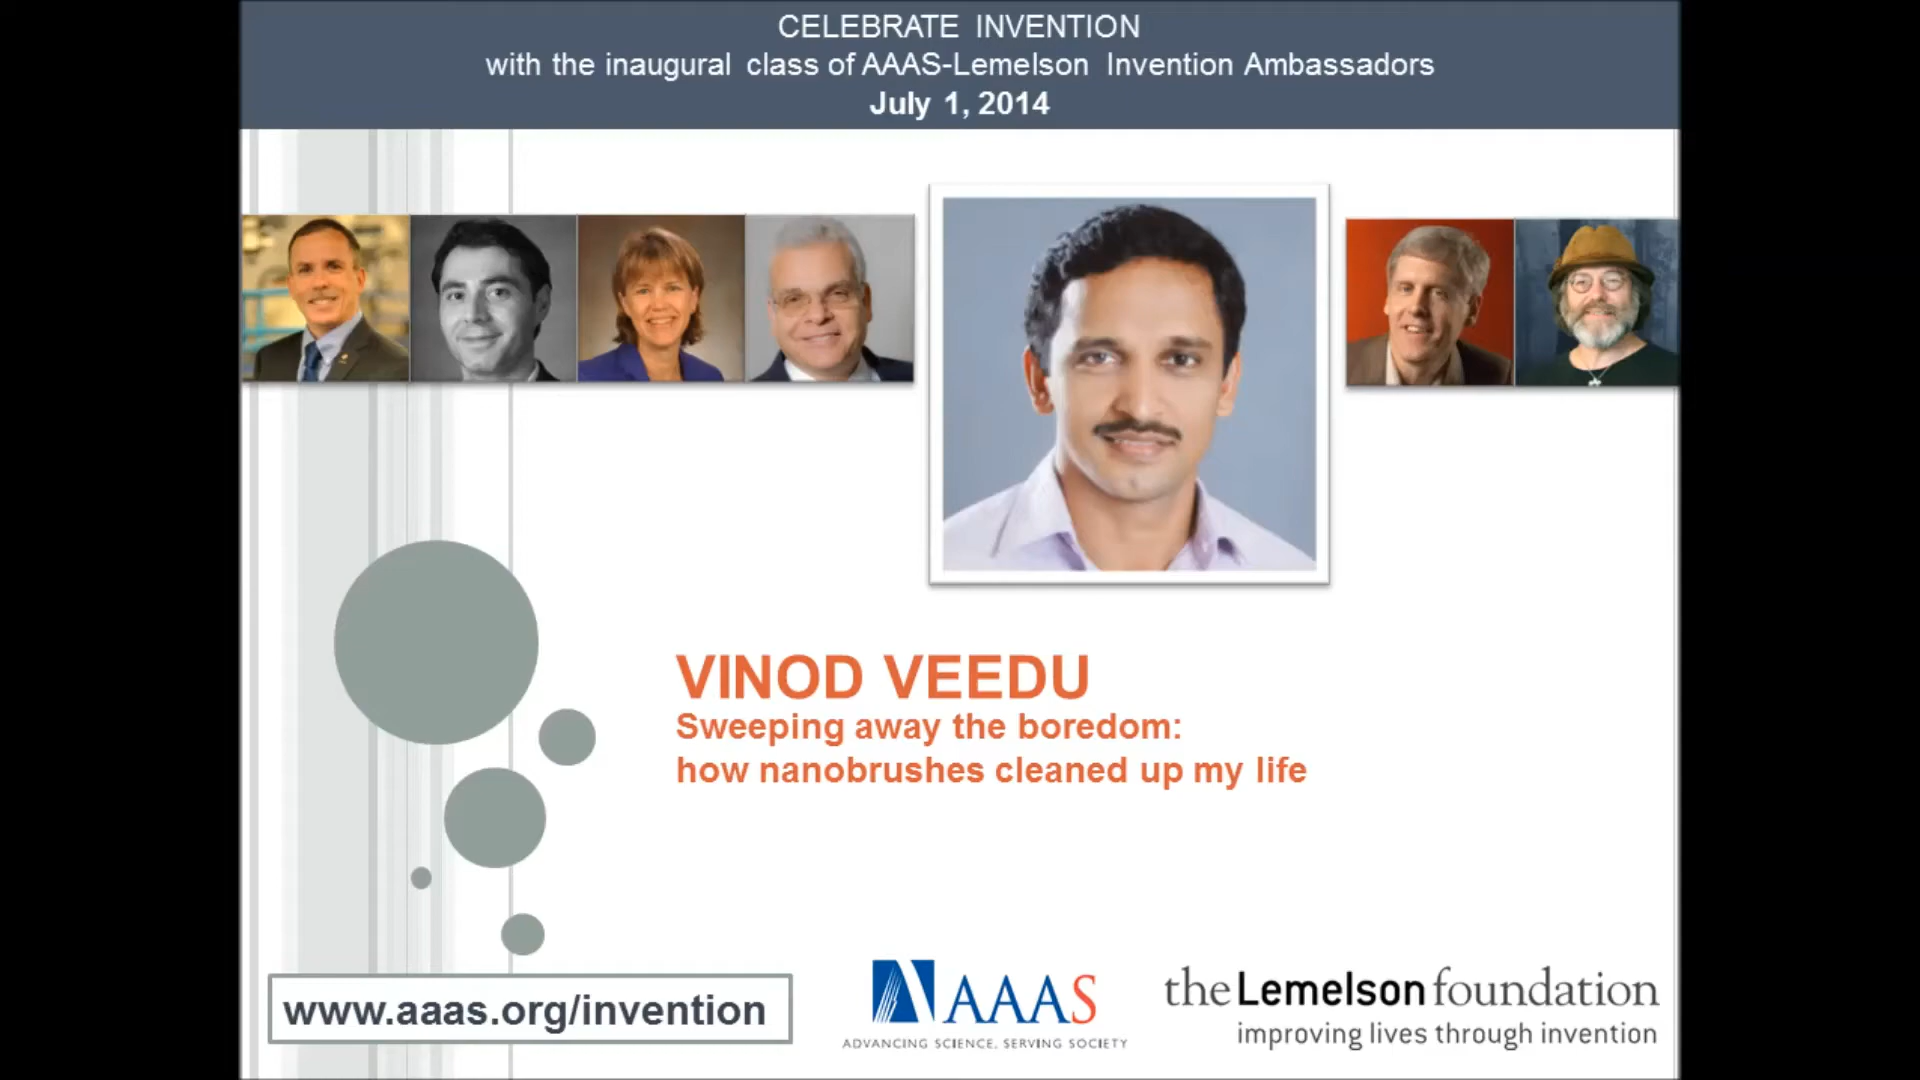 CELEBRATE INVENTION
with the inaugural class of AAAS-Lemelson Invention Ambassadors
July 1, 2014
VINOD VEEDU
Sweeping away the boredom:
how nanobrushes cleaned up my life
www.aaas.org/invention
AAAS
ADVANCING SCIENCE, SERVING SOCIETY
the Lemelson foundation
improving lives through invention